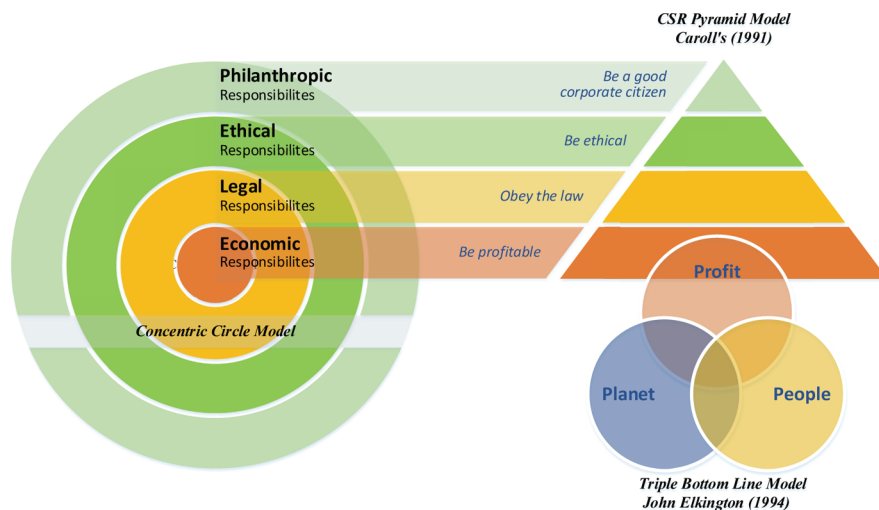 CSR Pyramid Model
Caroll's (1991)
Philanthropic
Responsibilites
Be a good
corporate citizen
Ethical
Responsibilites
Be ethical
Legal
Responsibilites
Obey the law
Economic
Responsibilites
Be profitable
C
Concentric Circle Model
Profit
Planet
People
Triple Bottom Line Model
John Elkington (1994)